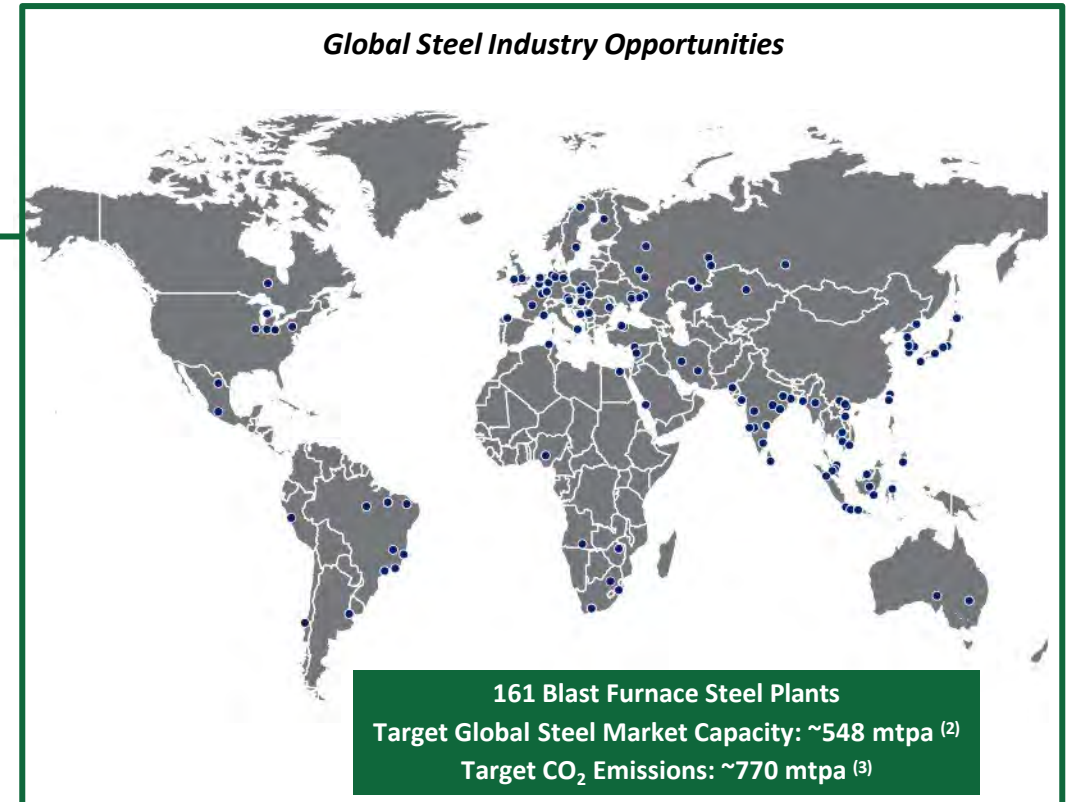 Global Steel Industry Opportunities
161 Blast Furnace Steel Plants
Target Global Steel Market Capacity: ~548 mtpa (2)
Target CO2 Emissions: ~770 mtpa (3)